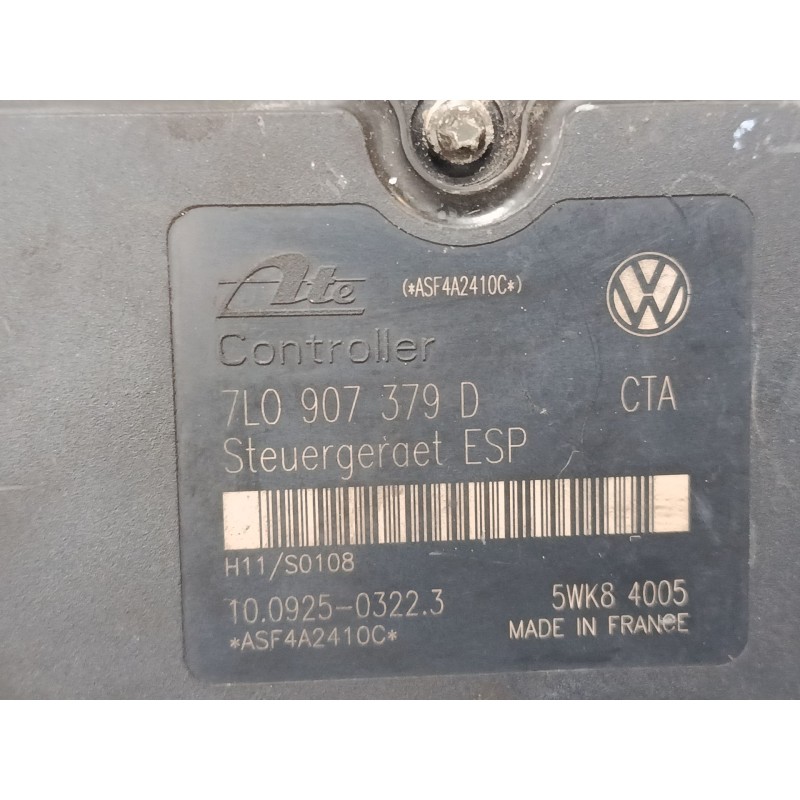 Ate (*ASF4A2410C*)
Controller
7L0 907 379 D CTA
Steuergeraet ESP
H11/S0108
10.0925-0322.3 5WK8 4005
*ASF4A2410C* MADE IN FRANCE